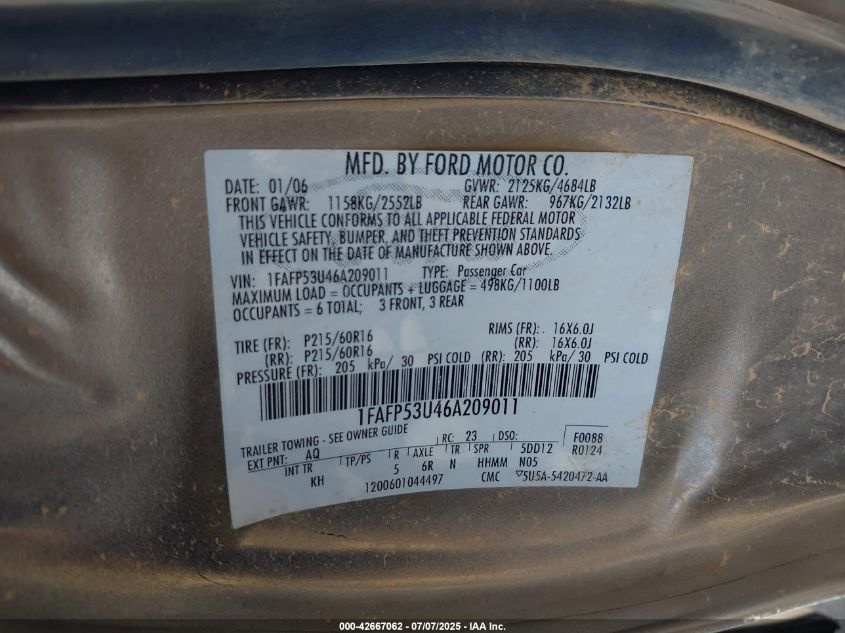 MFD. BY FORD MOTOR CO.
DATE: 01/06 GVWR: 2125KG/4684LB
FRONT GAWR: 1158KG/2552LB REAR GAWR: 967KG/2132LB
THIS VEHICLE CONFORMS TO ALL APPLICABLE FEDERAL MOTOR
VEHICLE SAFETY, BUMPER, AND THEFT PREVENTION STANDARDS
IN EFFECT ON THE DATE OF MANUFACTURE SHOWN ABOVE.
VIN: 1FAFP53U46A209011 TYPE: Passenger Car
MAXIMUM LOAD = OCCUPANTS + LUGGAGE = 498KG/1100LB
OCCUPANTS = 6 TOTAL; 3 FRONT, 3 REAR
TIRE (FR): P215/60R16 RIMS (FR): . 16X6.0J
(RR): P215/60R16 (RR): 16X6.0J
PRESSURE (FR): 205 kPa/ 30 PSI COLD (RR): 205 kPa/ 30 PSI COLD
1FAFP53U46A209011
TRAILER TOWING - SEE OWNER GUIDE RC: 23 DSO: F0088
EXT PNT: AQ TP/PS R AXLE TR SPR 5DD12 R0124
INT TR 5 6R N HHMM N05
KH 1200601044497 CMC ▽5U5A-5420472-AA
000-42667062 - 07/07/2025 - IAA Inc.